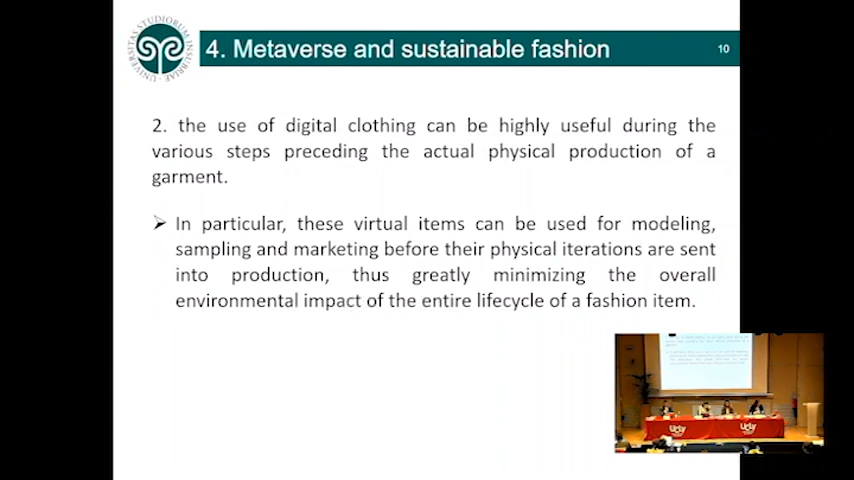 UNIVERSITAS STUDIORUM INSUBRIAE
4. Metaverse and sustainable fashion
10
2. the use of digital clothing can be highly useful during the
various steps preceding the actual physical production of a
garment.
➢ In particular, these virtual items can be used for modeling,
sampling and marketing before their physical iterations are sent
into production, thus greatly minimizing the overall
environmental impact of the entire lifecycle of a fashion item.